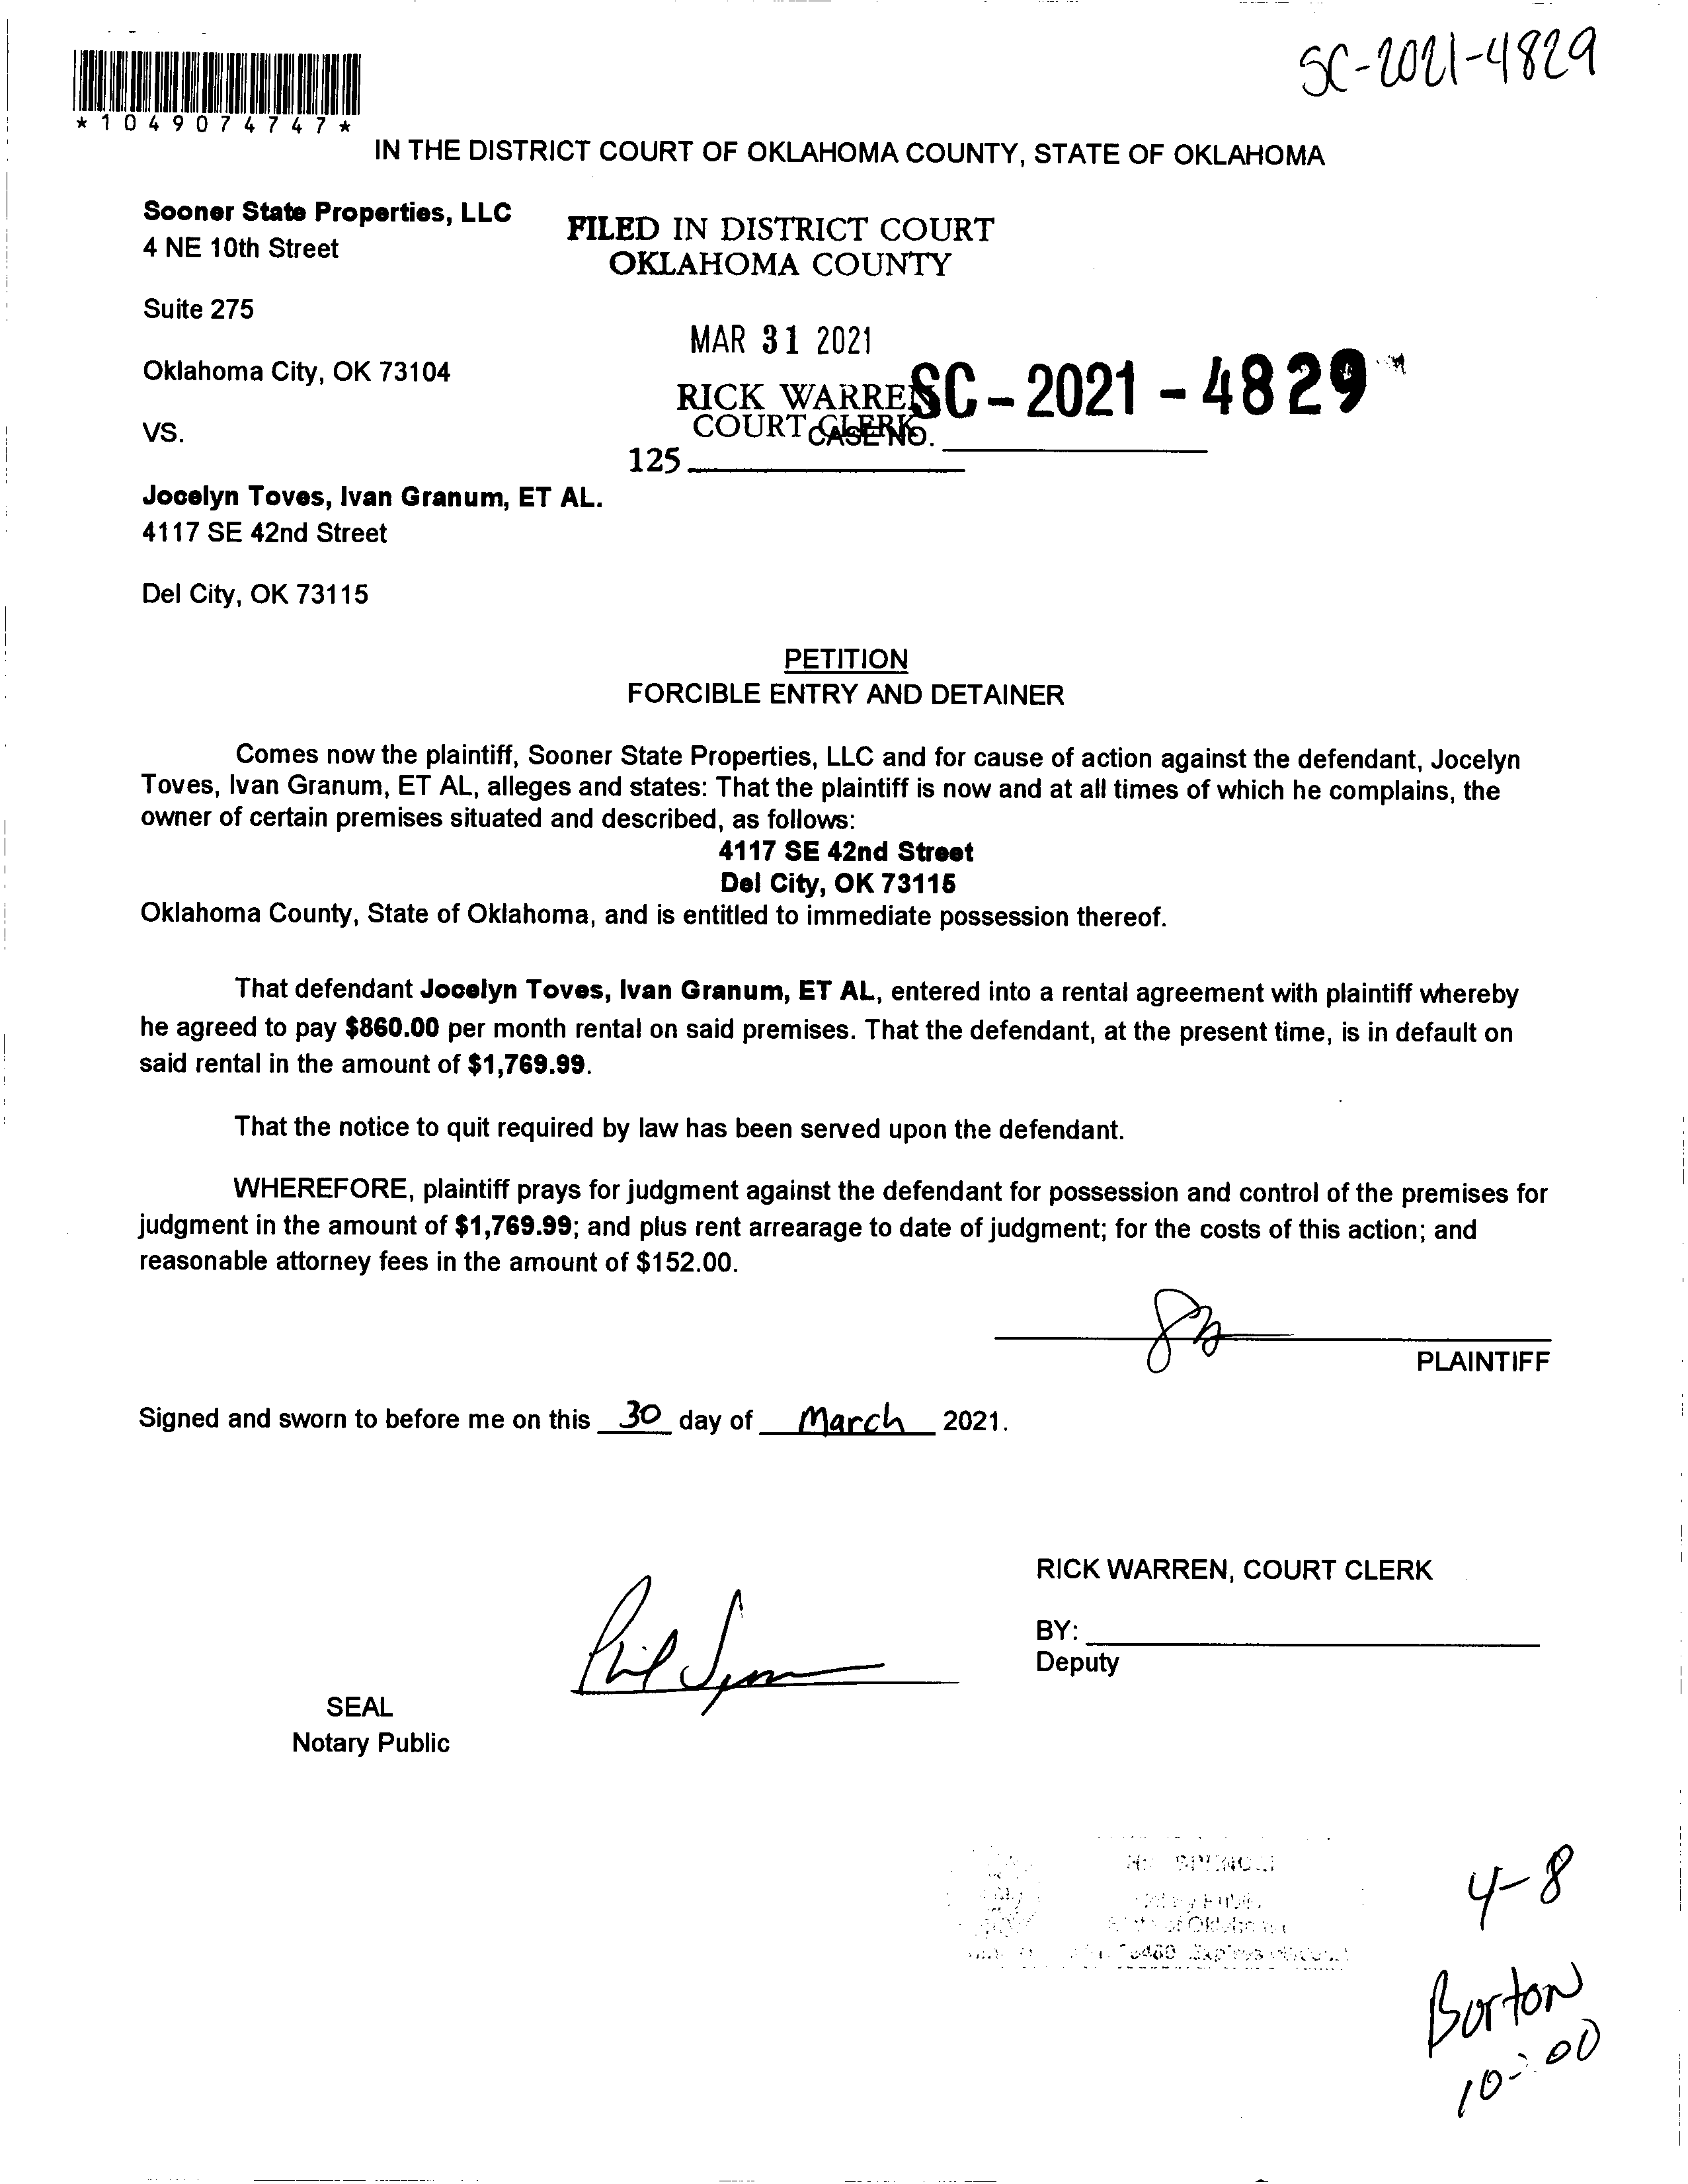 SC-2021-4829
*1049074747*
IN THE DISTRICT COURT OF OKLAHOMA COUNTY, STATE OF OKLAHOMA
Sooner State Properties, LLC
4 NE 10th Street
Suite 275
Oklahoma City, OK 73104
VS.
FILED IN DISTRICT COURT
OKLAHOMA COUNTY
MAR 31 2021
RICK WARREN
COURT CLERK
SC-2021-4829
CASE NO.
125
Jocelyn Toves, Ivan Granum, ET AL.
4117 SE 42nd Street
Del City, OK 73115
PETITION
FORCIBLE ENTRY AND DETAINER
Comes now the plaintiff, Sooner State Properties, LLC and for cause of action against the defendant, Jocelyn
Toves, Ivan Granum, ET AL, alleges and states: That the plaintiff is now and at all times of which he complains, the
owner of certain premises situated and described, as follows:
4117 SE 42nd Street
Del City, OK 73115
Oklahoma County, State of Oklahoma, and is entitled to immediate possession thereof.
That defendant Jocelyn Toves, Ivan Granum, ET AL, entered into a rental agreement with plaintiff whereby
he agreed to pay $860.00 per month rental on said premises. That the defendant, at the present time, is in default on
said rental in the amount of $1,769.99.
That the notice to quit required by law has been served upon the defendant.
WHEREFORE, plaintiff prays for judgment against the defendant for possession and control of the premises for
judgment in the amount of $1,769.99; and plus rent arrearage to date of judgment; for the costs of this action; and
reasonable attorney fees in the amount of $152.00.
PLAINTIFF
Signed and sworn to before me on this 30 day of March 2021.
RICK WARREN, COURT CLERK
BY:
Deputy
SEAL
Notary Public
4-8
Burton
10:00